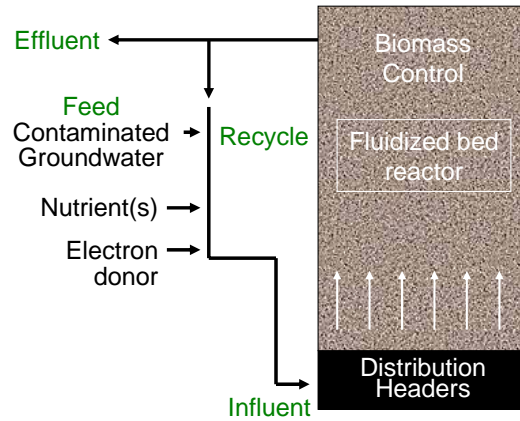 Effluent
Biomass
Control
Feed
Contaminated
Groundwater
Recycle
Fluidized bed
reactor
Nutrient(s)
Electron
donor
Distribution
Headers
Influent